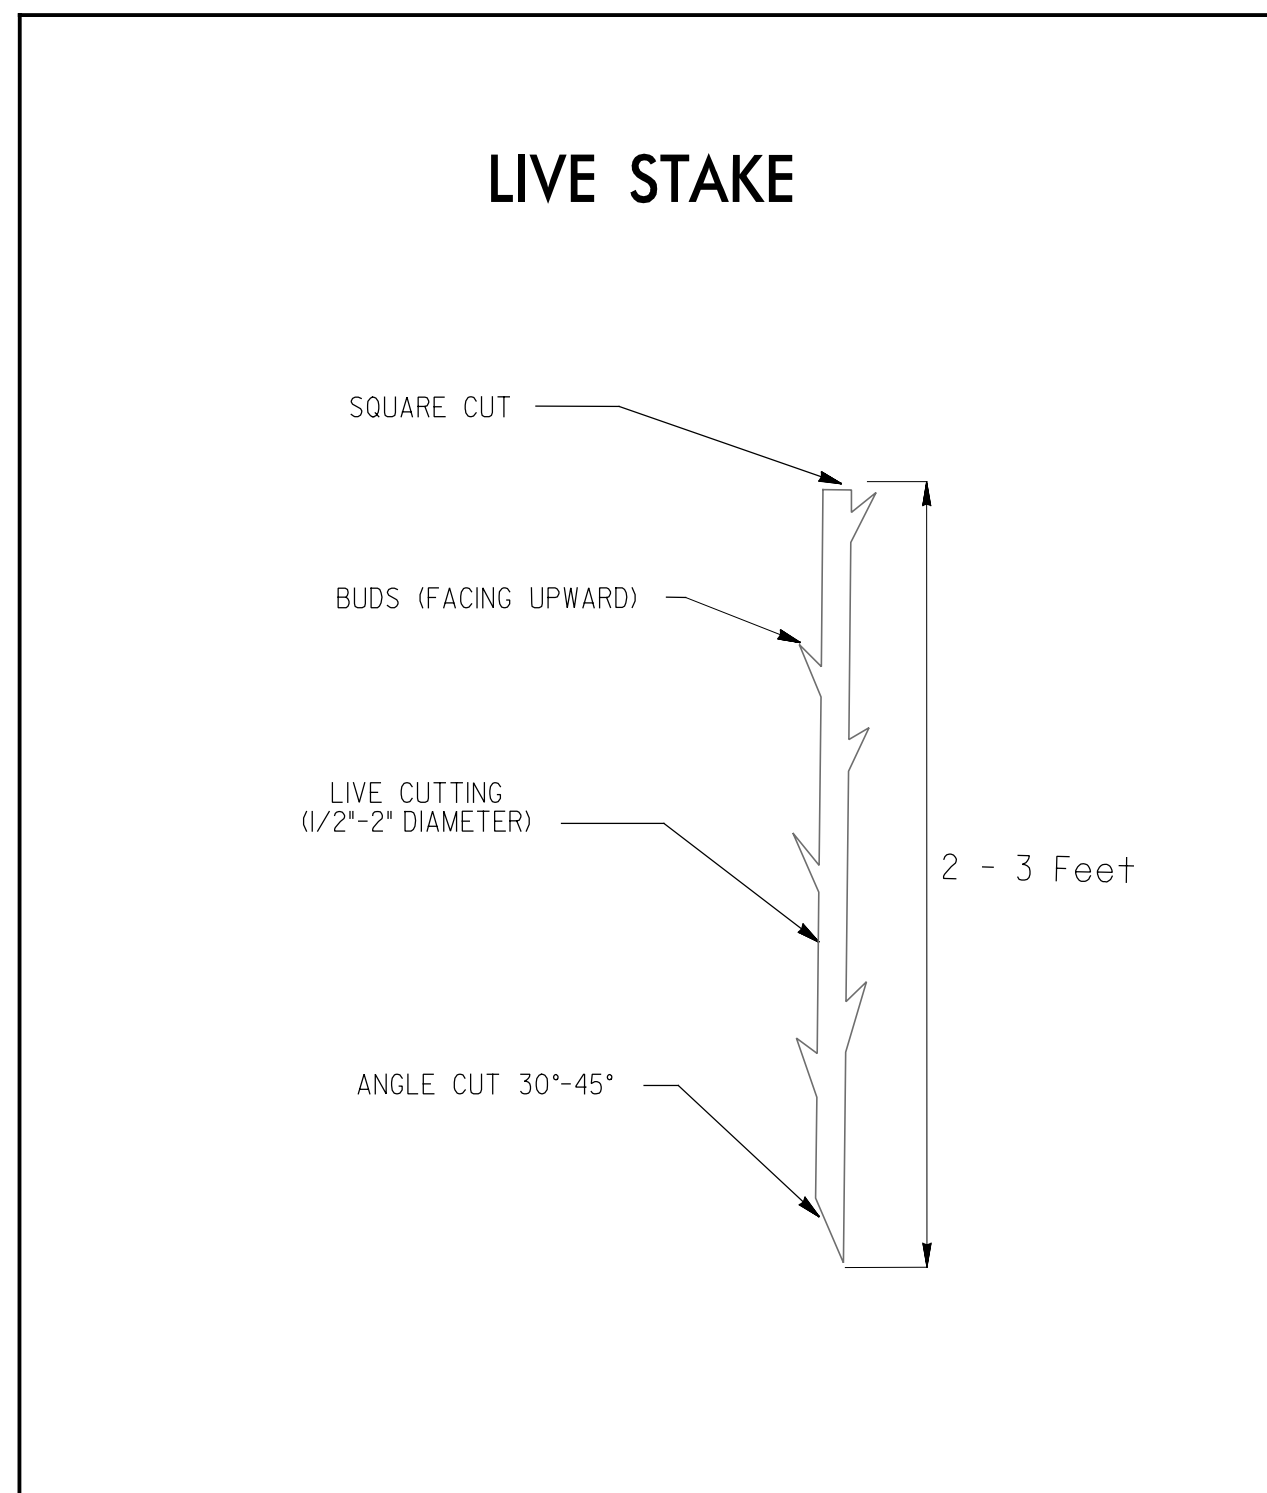 LIVE STAKE
SQUARE CUT
BUDS (FACING UPWARD)
LIVE CUTTING
(1/2"-2" DIAMETER)
2 - 3 Feet
ANGLE CUT 30°-45°